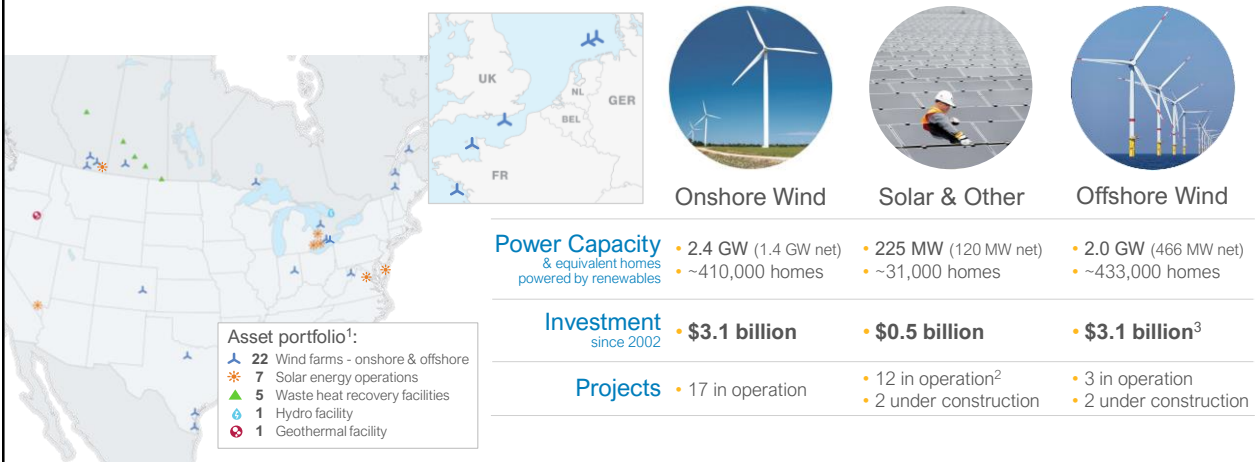 UK
NL
GER
BEL
FR
Asset portfolio1:
22 Wind farms - onshore & offshore
7 Solar energy operations
5 Waste heat recovery facilities
1 Hydro facility
1 Geothermal facility
Onshore Wind Solar & Other Offshore Wind
Power Capacity
& equivalent homes
powered by renewables
• 2.4 GW (1.4 GW net)
• ~410,000 homes
• 225 MW (120 MW net)
• ~31,000 homes
• 2.0 GW (466 MW net)
• ~433,000 homes
Investment
since 2002
• $3.1 billion
• $0.5 billion
• $3.1 billion3
Projects
• 17 in operation
• 12 in operation2
• 2 under construction
• 3 in operation
• 2 under construction